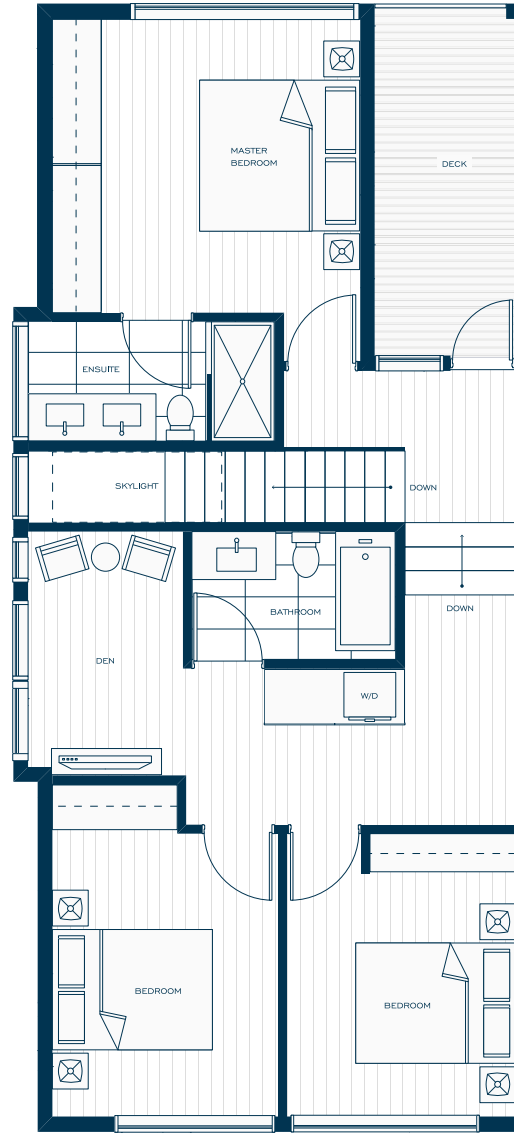 MASTER
BEDROOM
DECK
ENSUITE
SKYLIGHT
DOWN
BATHROOM
DOWN
DEN
W/D
BEDROOM
BEDROOM